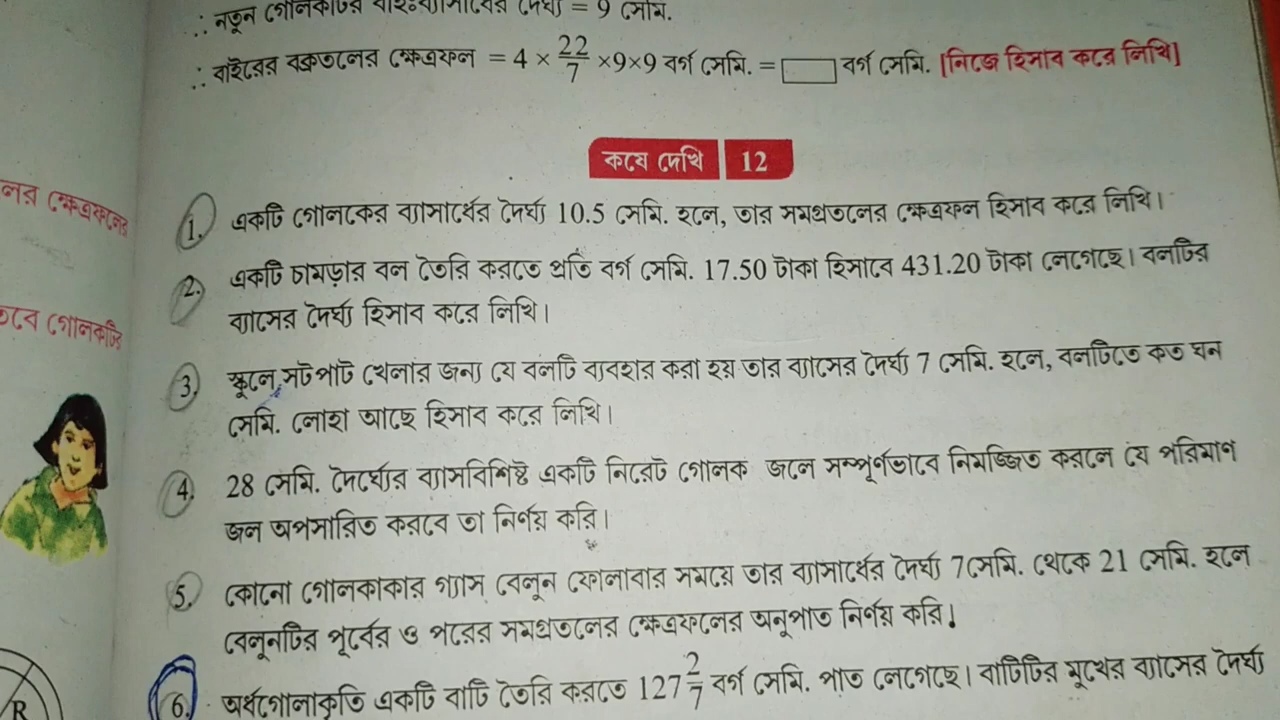 ∴ নতুন গোলকটির বহিঃব্যাসার্ধের দৈর্ঘ্য = 9 সেমি.
∴ বাইরের বক্রতলের ক্ষেত্রফল = 4 × 22/7 ×9×9 বর্গ সেমি. = □ বর্গ সেমি. [নিজে হিসাব করে লিখি]
কষে দেখি 12
লের ক্ষেত্রফলের
1. একটি গোলকের ব্যাসার্ধের দৈর্ঘ্য 10.5 সেমি. হলে, তার সমগ্রতলের ক্ষেত্রফল হিসাব করে লিখি।
2. একটি চামড়ার বল তৈরি করতে প্রতি বর্গ সেমি. 17.50 টাকা হিসাবে 431.20 টাকা লেগেছে। বলটির
ব্যাসের দৈর্ঘ্য হিসাব করে লিখি।
তবে গোলকটির
3. স্কুলে সটপাট খেলার জন্য যে বলটি ব্যবহার করা হয় তার ব্যাসের দৈর্ঘ্য 7 সেমি. হলে, বলটিতে কত ঘন
সেমি. লোহা আছে হিসাব করে লিখি।
4. 28 সেমি. দৈর্ঘ্যের ব্যাসবিশিষ্ট একটি নিরেট গোলক জলে সম্পূর্ণভাবে নিমজ্জিত করলে যে পরিমাণ
জল অপসারিত করবে তা নির্ণয় করি।
5. কোনো গোলকাকার গ্যাস বেলুন ফোলাবার সময়ে তার ব্যাসার্ধের দৈর্ঘ্য 7সেমি. থেকে 21 সেমি. হলে
বেলুনটির পূর্বের ও পরের সমগ্রতলের ক্ষেত্রফলের অনুপাত নির্ণয় করি।
6. অর্ধগোলাকৃতি একটি বাটি তৈরি করতে 127 2/7 বর্গ সেমি. পাত লেগেছে। বাটিটির মুখের ব্যাসের দৈর্ঘ্য
R